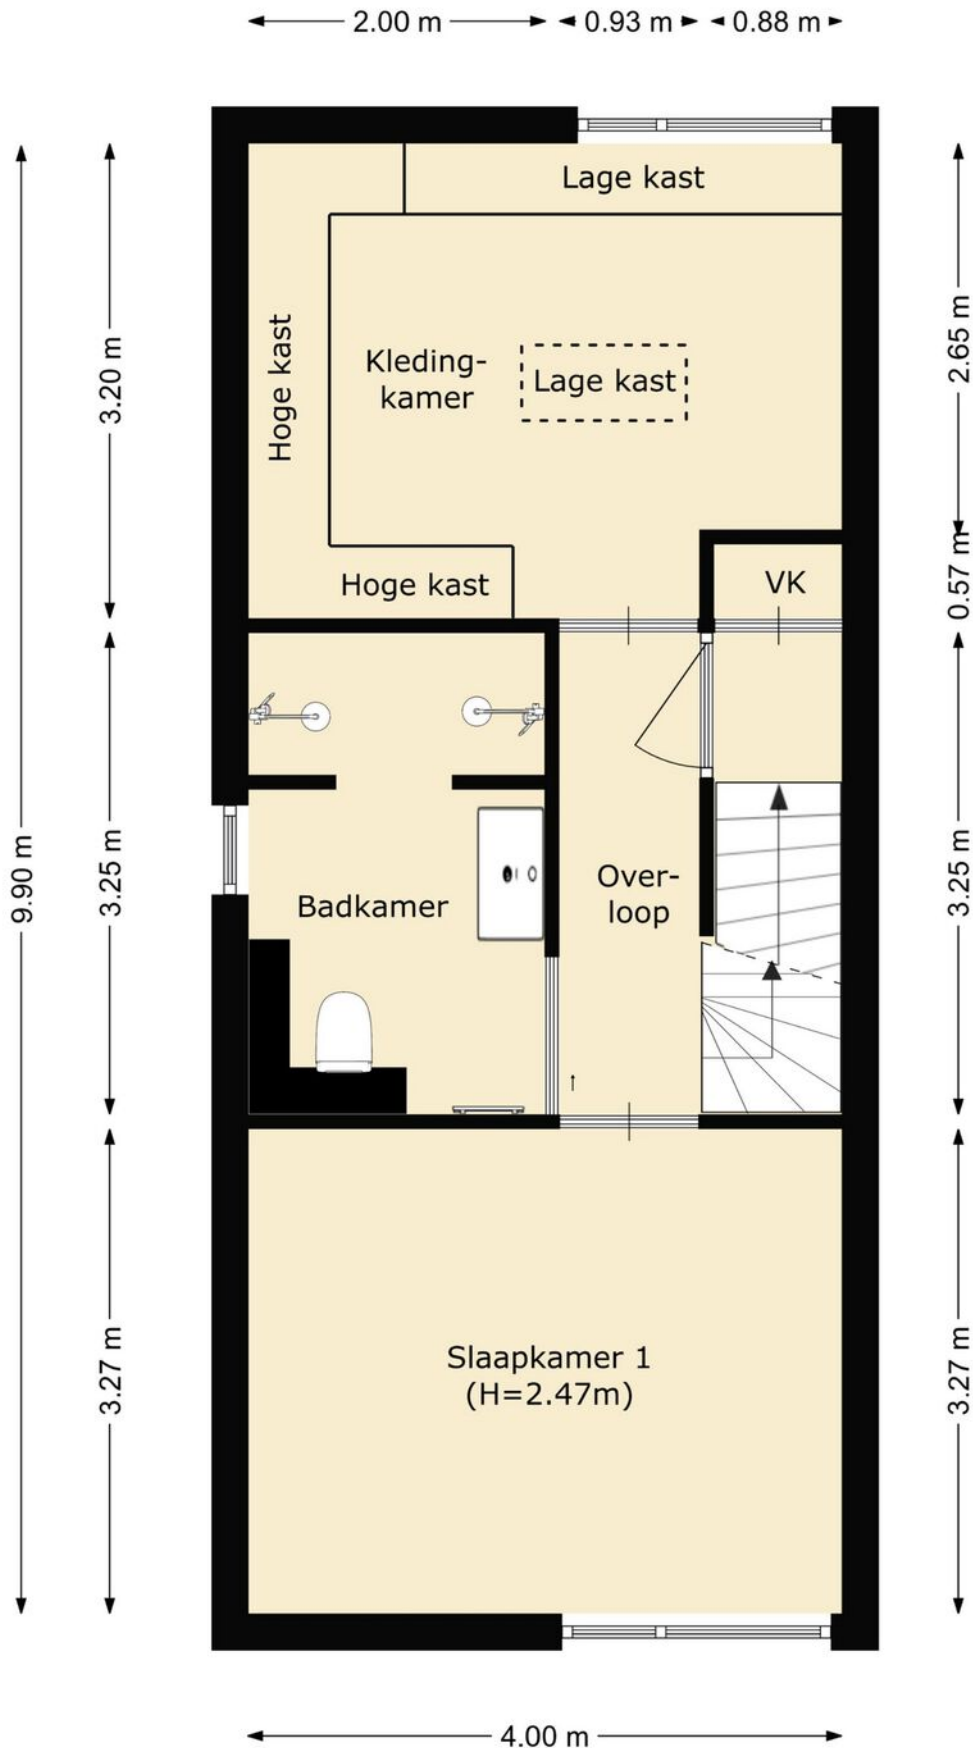 2.00 m
0.93 m
0.88 m
Lage kast
Hoge kast
Kleding-
kamer
Lage kast
Hoge kast
VK
3.20 m
2.65 m
0.57 m
9.90 m
3.25 m
Badkamer
Over-
loop
3.25 m
3.27 m
Slaapkamer 1
(H=2.47m)
3.27 m
4.00 m